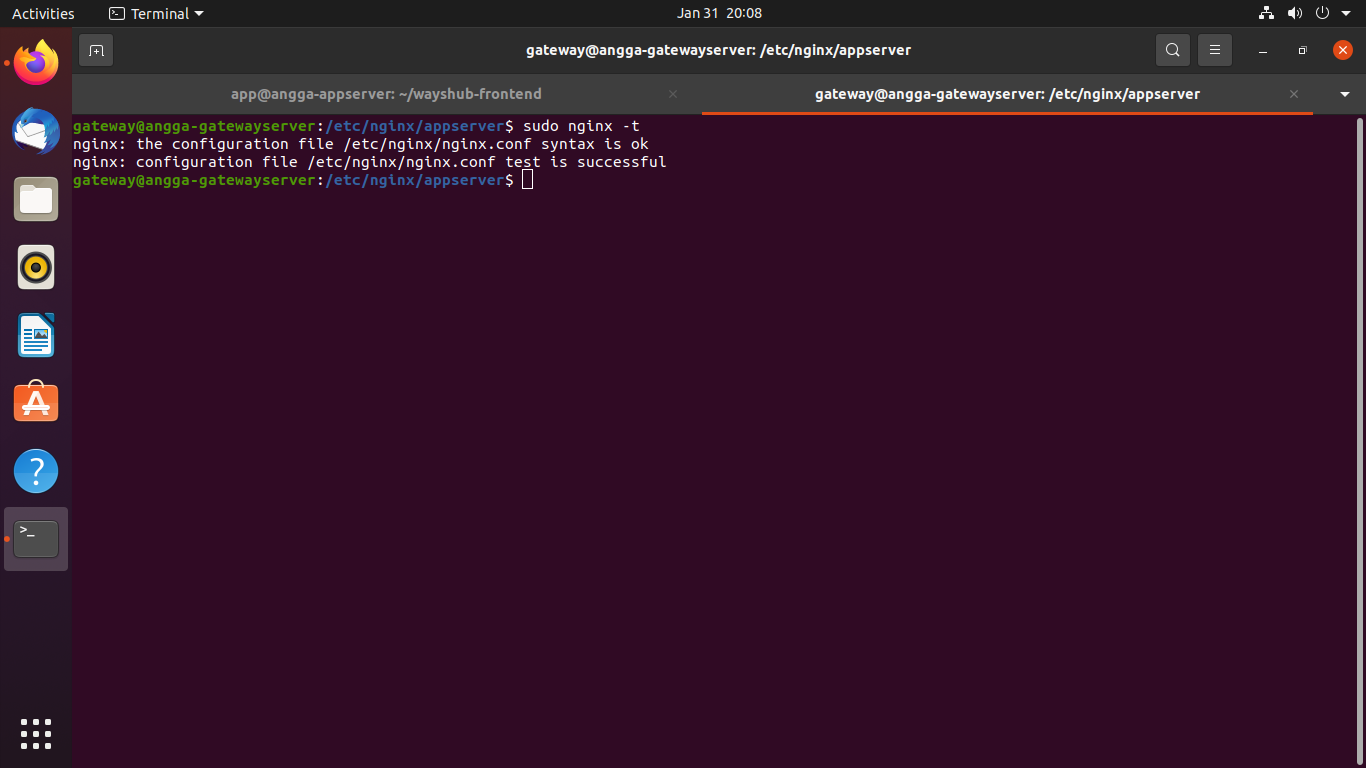 Activities
Terminal
Jan 31 20:08
gateway@angga-gatewayserver: /etc/nginx/appserver
app@angga-appserver: ~/wayshub-frontend
gateway@angga-gatewayserver: /etc/nginx/appserver
gateway@angga-gatewayserver:/etc/nginx/appserver$ sudo nginx -t
nginx: the configuration file /etc/nginx/nginx.conf syntax is ok
nginx: configuration file /etc/nginx/nginx.conf test is successful
gateway@angga-gatewayserver:/etc/nginx/appserver$